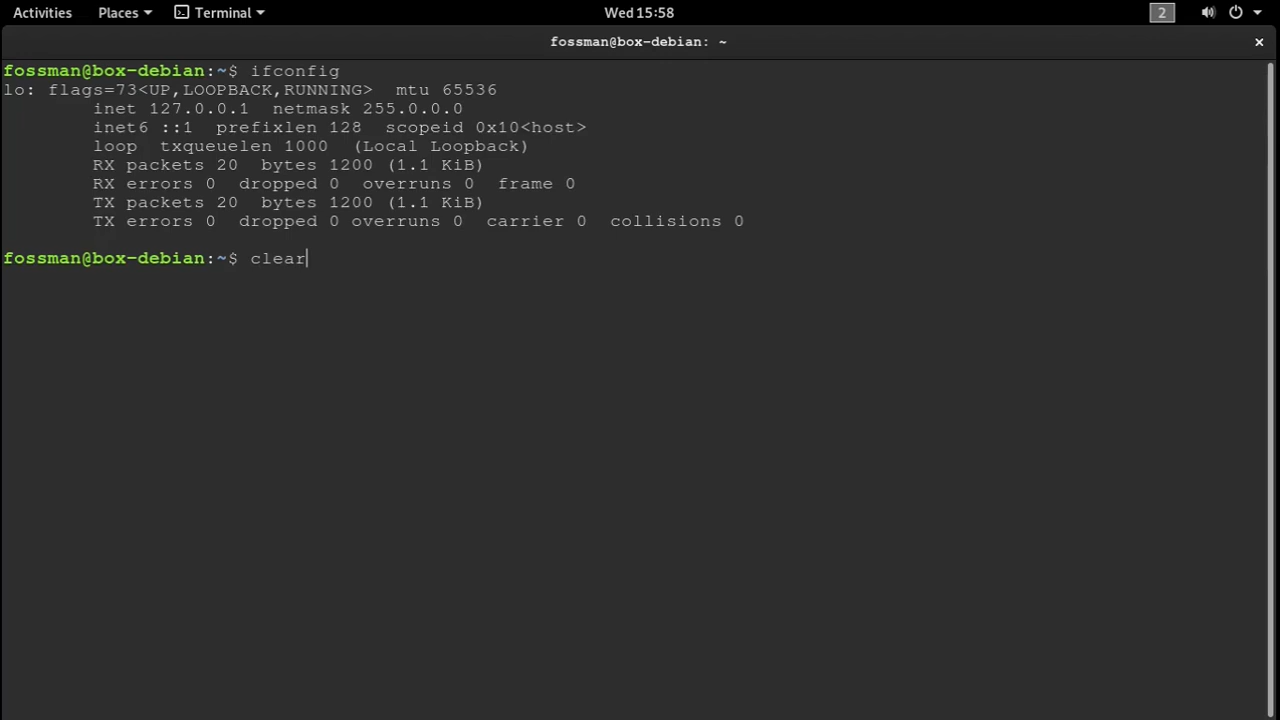 Activities Places Terminal Wed 15:58 2
fossman@box-debian: ~
fossman@box-debian:~$ ifconfig
lo: flags=73<UP,LOOPBACK,RUNNING>  mtu 65536
        inet 127.0.0.1  netmask 255.0.0.0
        inet6 ::1  prefixlen 128  scopeid 0x10<host>
        loop  txqueuelen 1000  (Local Loopback)
        RX packets 20  bytes 1200 (1.1 KiB)
        RX errors 0  dropped 0  overruns 0  frame 0
        TX packets 20  bytes 1200 (1.1 KiB)
        TX errors 0  dropped 0 overruns 0  carrier 0  collisions 0
fossman@box-debian:~$ clear